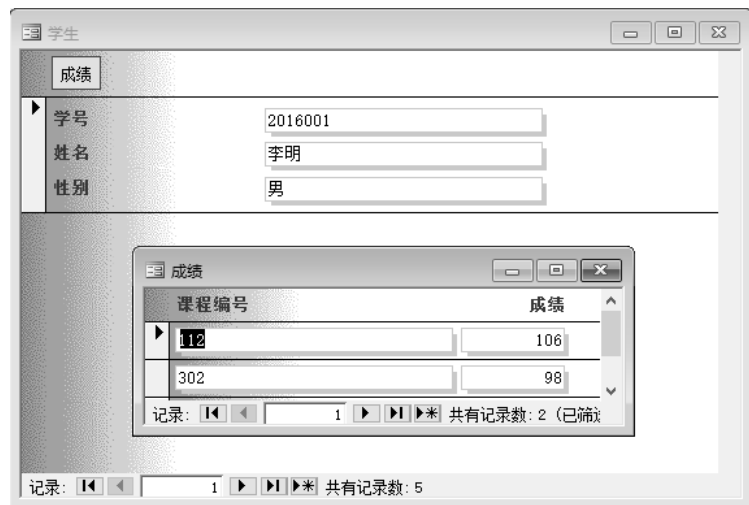 学生
成绩
学号 2016001
姓名 李明
性别 男
成绩
课程编号 成绩
112 106
302 98
记录: 1 共有记录数: 2 (已筛
记录: 1 共有记录数: 5